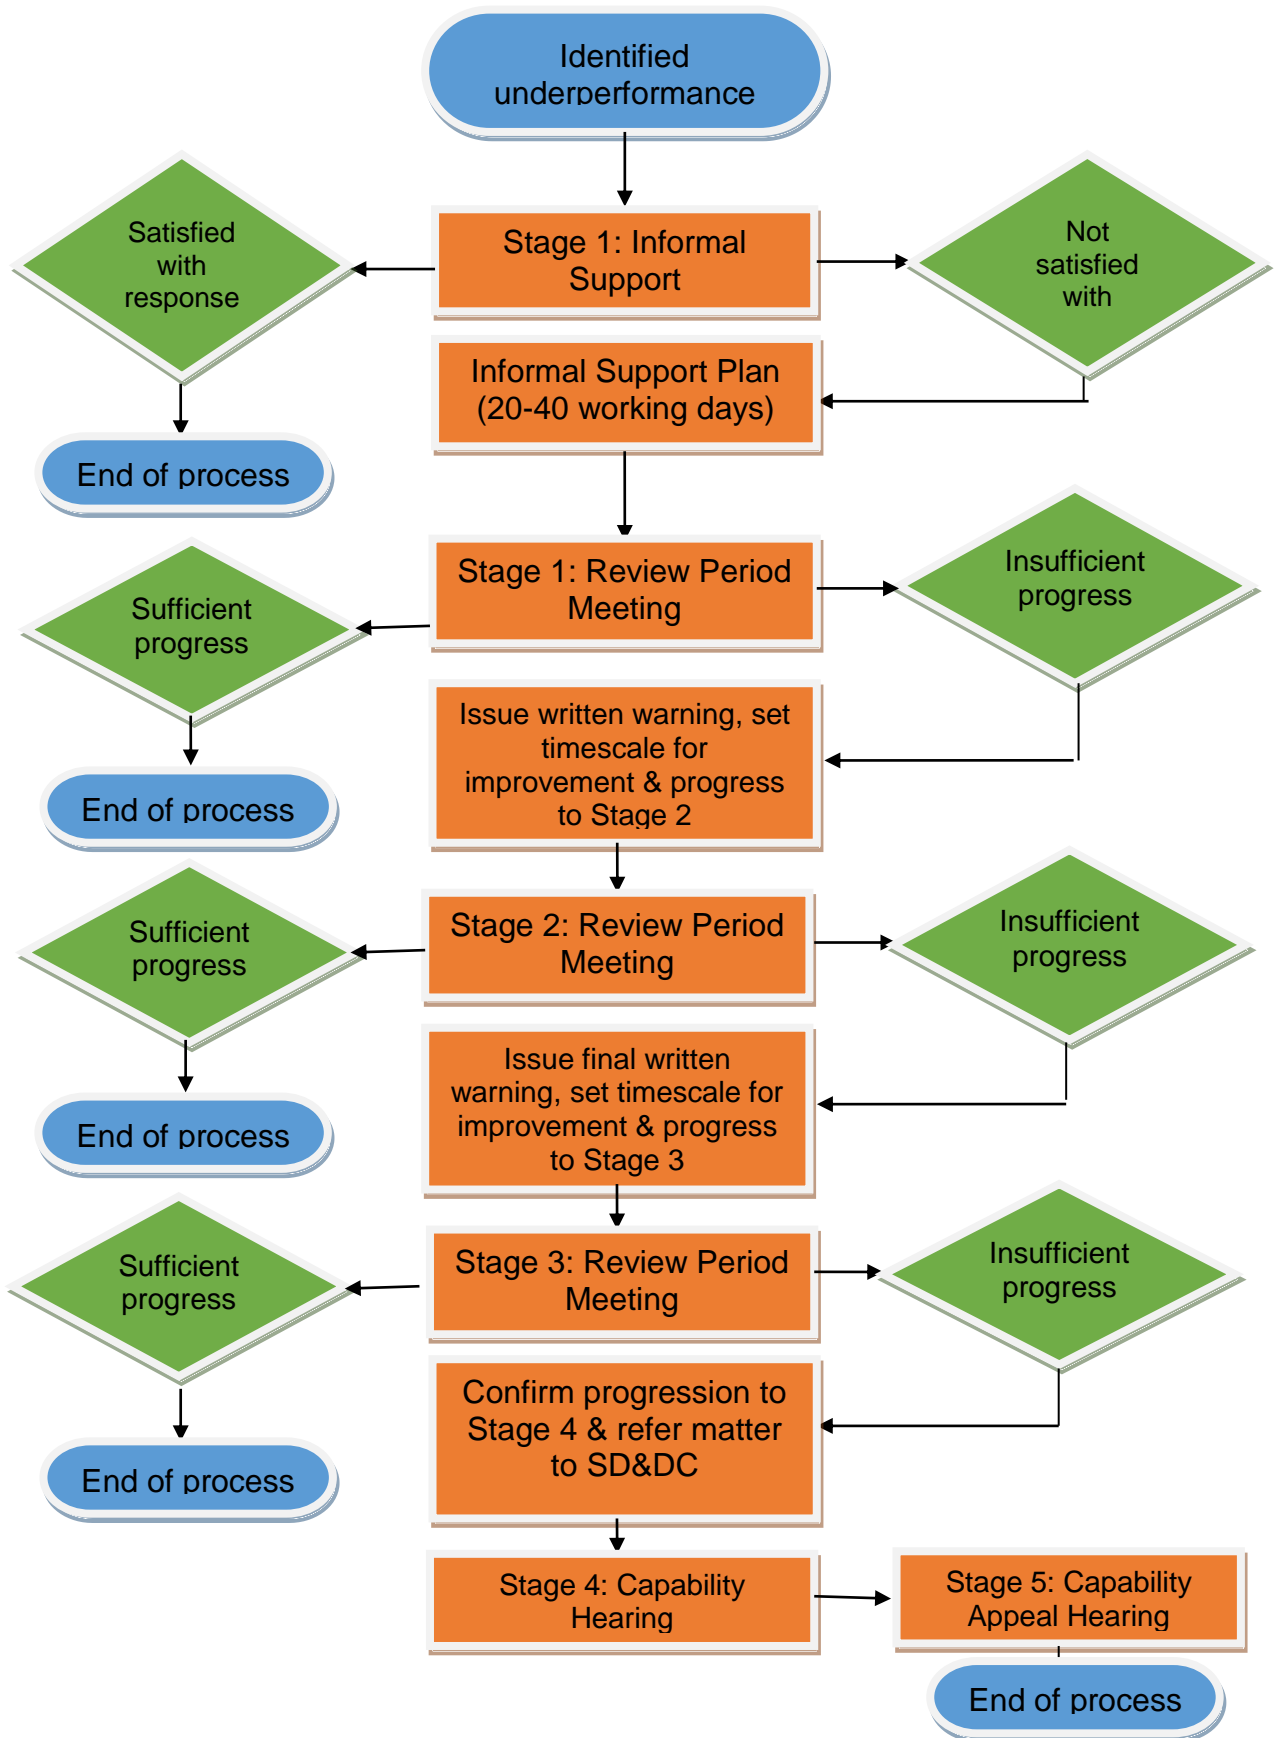 Identified
underperformance
Satisfied
with
response
Stage 1: Informal
Support
Not
satisfied
with
Informal Support Plan
(20-40 working days)
End of process
Stage 1: Review Period
Meeting
Insufficient
progress
Sufficient
progress
Issue written warning, set
timescale for
improvement & progress
to Stage 2
End of process
Stage 2: Review Period
Meeting
Sufficient
progress
Insufficient
progress
Issue final written
warning, set timescale for
improvement & progress
to Stage 3
End of process
Stage 3: Review Period
Meeting
Sufficient
progress
Insufficient
progress
Confirm progression to
Stage 4 & refer matter
to SD&DC
End of process
Stage 4: Capability
Hearing
Stage 5: Capability
Appeal Hearing
End of process